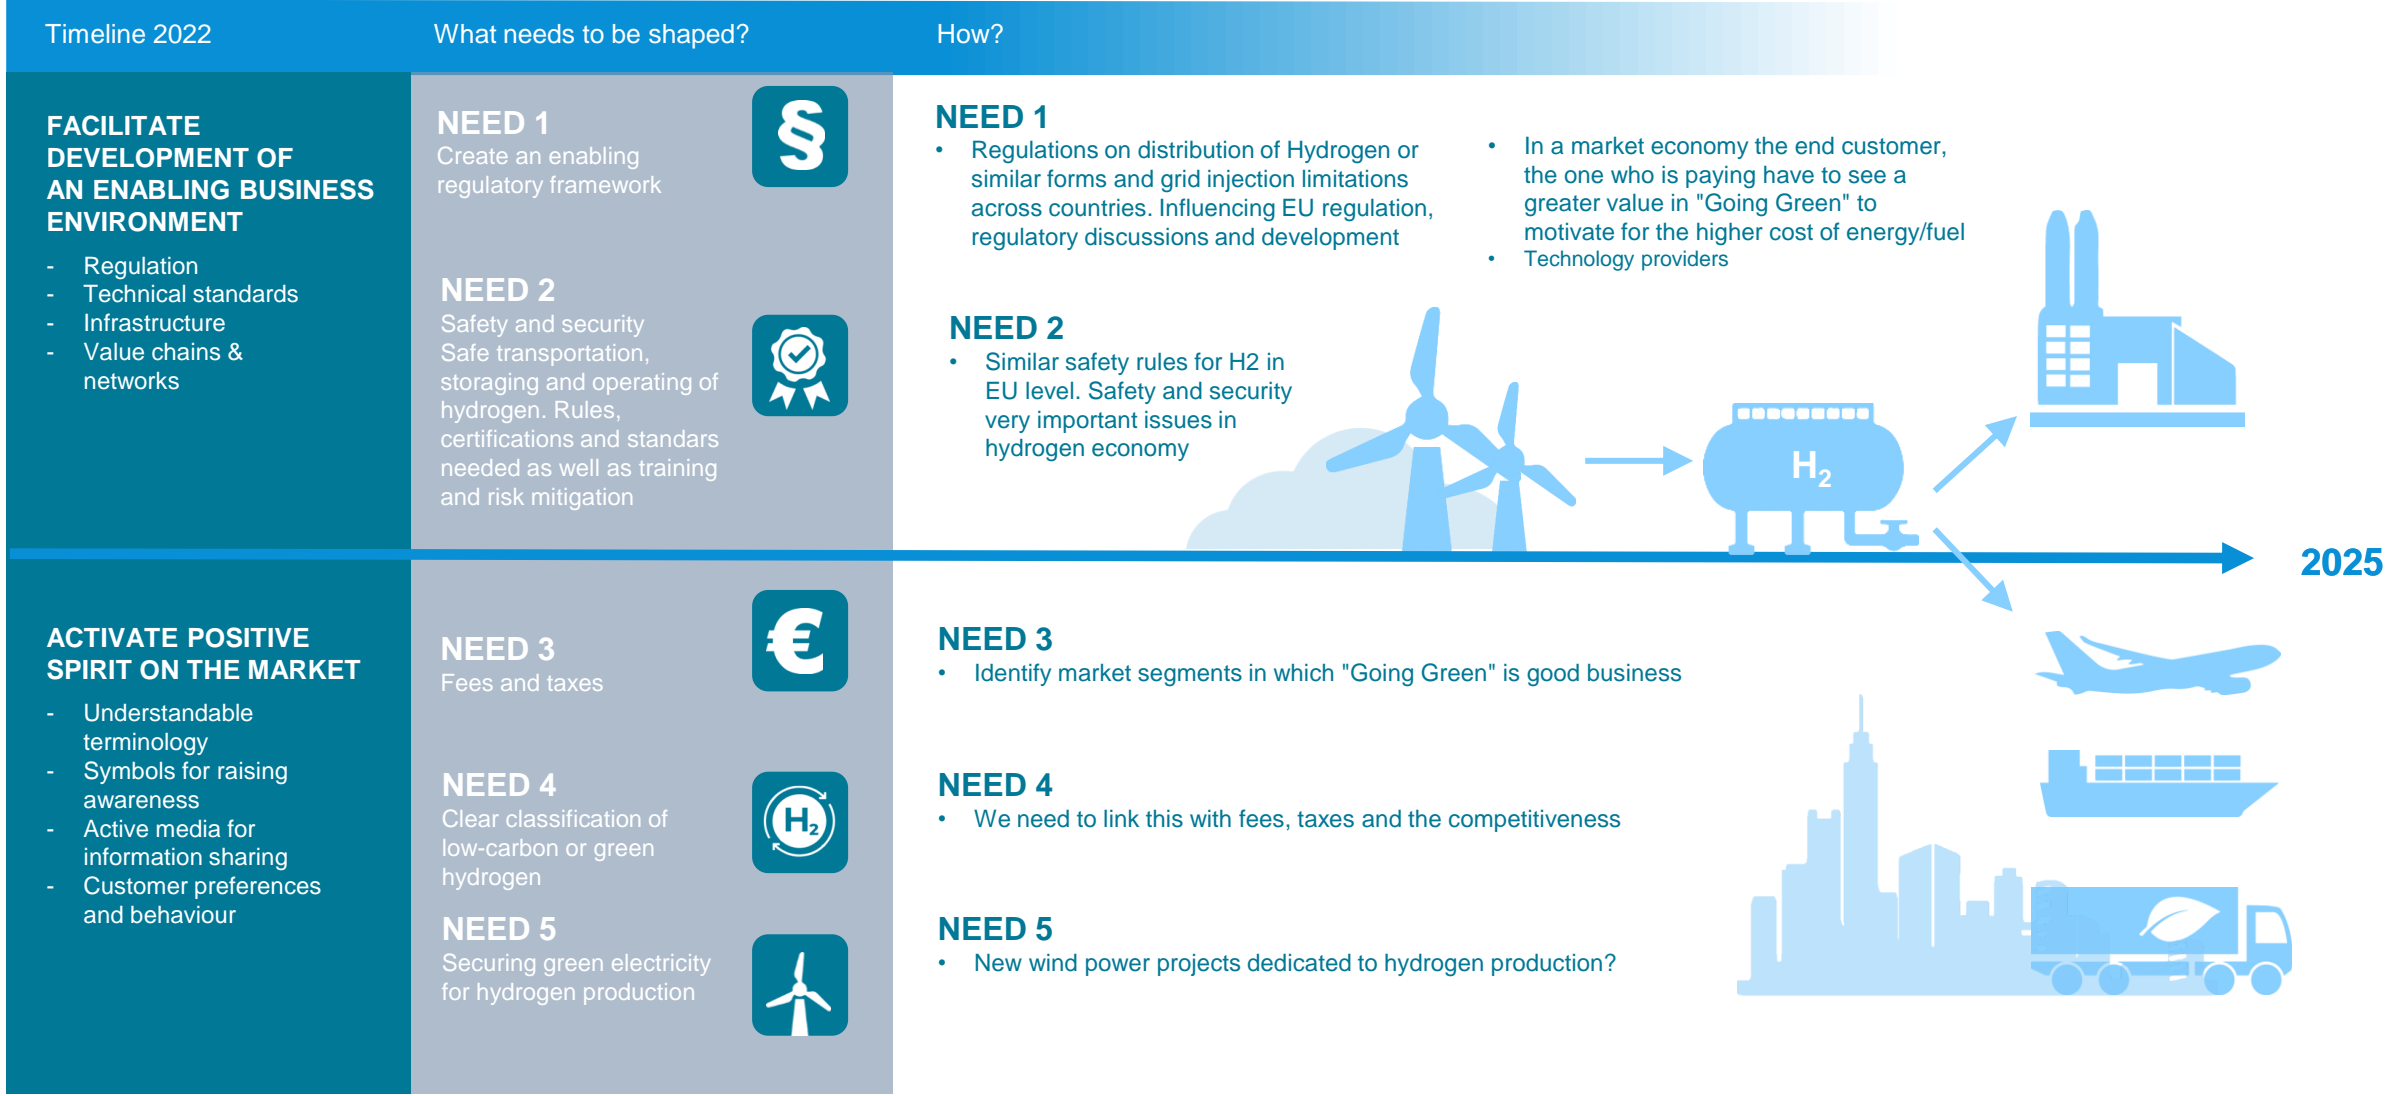 Timeline 2022
What needs to be shaped?
How?
FACILITATE
DEVELOPMENT OF
AN ENABLING BUSINESS
ENVIRONMENT
- Regulation
- Technical standards
- Infrastructure
- Value chains &
networks
NEED 1
Create an enabling
regulatory framework
§
NEED 2
Safety and security
Safe transportation,
storaging and operating of
hydrogen. Rules,
certifications and standars
needed as well as training
and risk mitigation
NEED 1
• Regulations on distribution of Hydrogen or
similar forms and grid injection limitations
across countries. Influencing EU regulation,
regulatory discussions and development
• In a market economy the end customer,
the one who is paying have to see a
greater value in "Going Green" to
motivate for the higher cost of energy/fuel
• Technology providers
NEED 2
• Similar safety rules for H2 in
EU level. Safety and security
very important issues in
hydrogen economy
H2
2025
ACTIVATE POSITIVE
SPIRIT ON THE MARKET
- Understandable
terminology
- Symbols for raising
awareness
- Active media for
information sharing
- Customer preferences
and behaviour
NEED 3
Fees and taxes
€
NEED 4
Clear classification of
low-carbon or green
hydrogen
H2
NEED 5
Securing green electricity
for hydrogen production
NEED 3
• Identify market segments in which "Going Green" is good business
NEED 4
• We need to link this with fees, taxes and the competitiveness
NEED 5
• New wind power projects dedicated to hydrogen production?